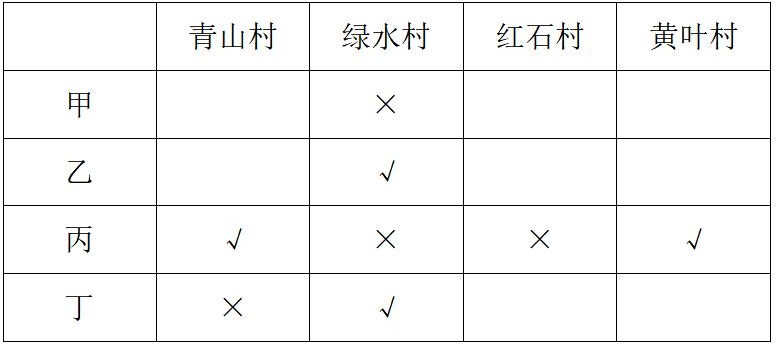 青山村 绿水村 红石村 黄叶村
甲 ×
乙 √
丙 √ × × √
丁 × √